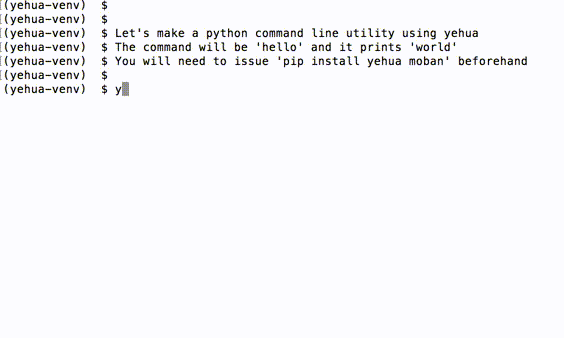 (yehua-venv) $
(yehua-venv) $
(yehua-venv) $ Let's make a python command line utility using yehua
(yehua-venv) $ The command will be 'hello' and it prints 'world'
(yehua-venv) $ You will need to issue 'pip install yehua moban' beforehand
(yehua-venv) $
(yehua-venv) $ y